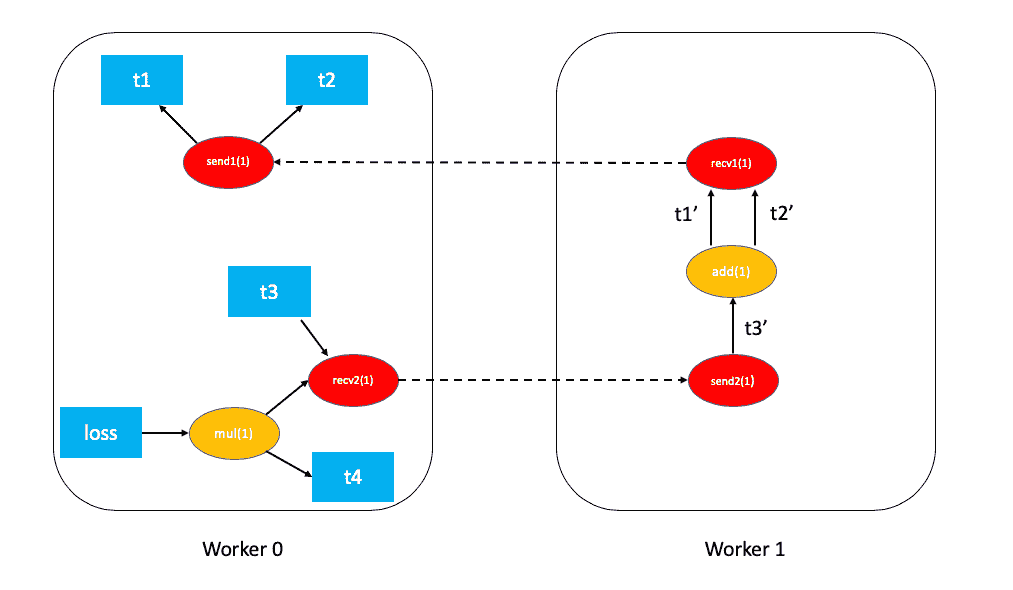 t1
t2
send1(1)
recv1(1)
t1’
t2’
add(1)
t3
t3’
recv2(1)
send2(1)
loss
mul(1)
t4
Worker 0
Worker 1